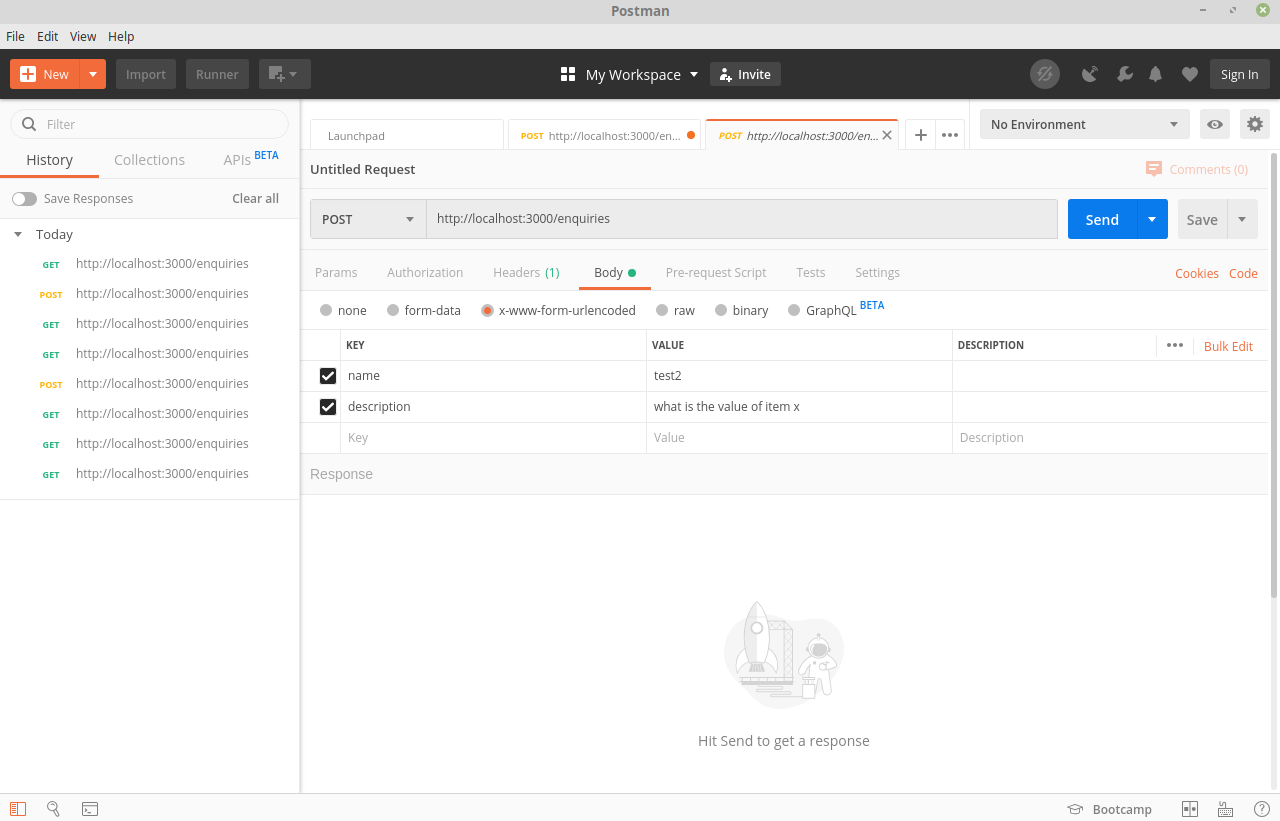 Postman
File Edit View Help
New Import Runner My Workspace Invite Sign In
Filter
History Collections APIs BETA
Save Responses Clear all
Today
GET http://localhost:3000/enquiries
POST http://localhost:3000/enquiries
GET http://localhost:3000/enquiries
GET http://localhost:3000/enquiries
POST http://localhost:3000/enquiries
GET http://localhost:3000/enquiries
GET http://localhost:3000/enquiries
GET http://localhost:3000/enquiries
Launchpad POST http://localhost:3000/en... POST http://localhost:3000/en... No Environment
Untitled Request Comments (0)
POST http://localhost:3000/enquiries Send Save
Params Authorization Headers (1) Body Pre-request Script Tests Settings Cookies Code
none form-data x-www-form-urlencoded raw binary GraphQL BETA
KEY VALUE DESCRIPTION Bulk Edit
name test2
description what is the value of item x
Key Value Description
Response
Hit Send to get a response
Bootcamp